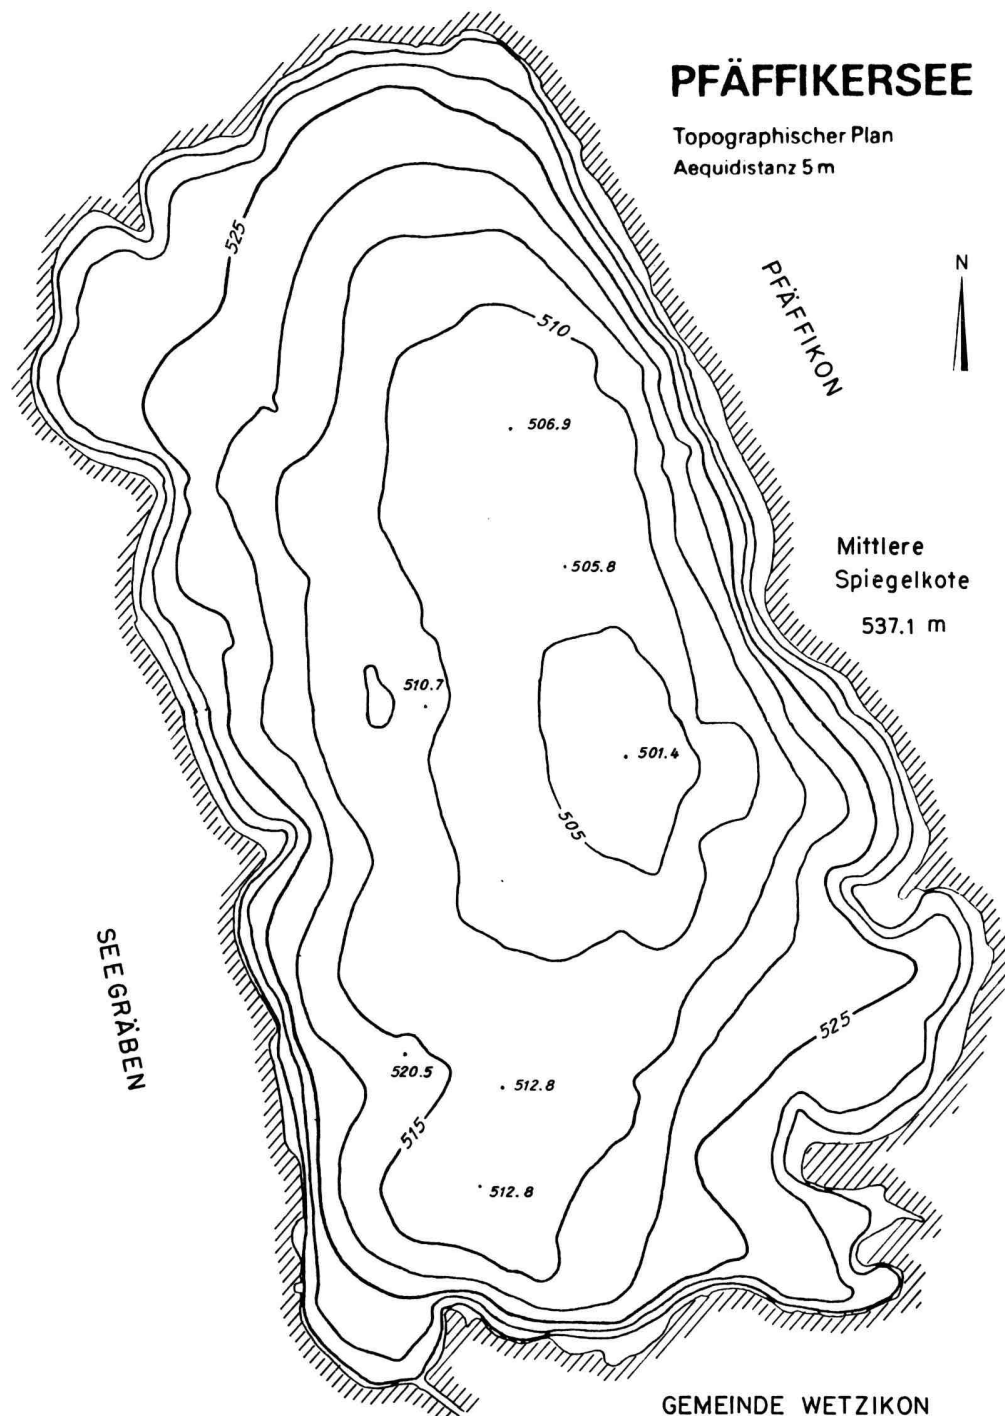 PFÄFFIKERSEE
Topographischer Plan
Aequidistanz 5 m
525
N
PFÄFFIKON
510
506.9
Mittlere
Spiegelkote
537.1 m
505.8
510.7
501.4
505
SEEGRÄBEN
525
520.5
512.8
515
512.8
GEMEINDE WETZIKON